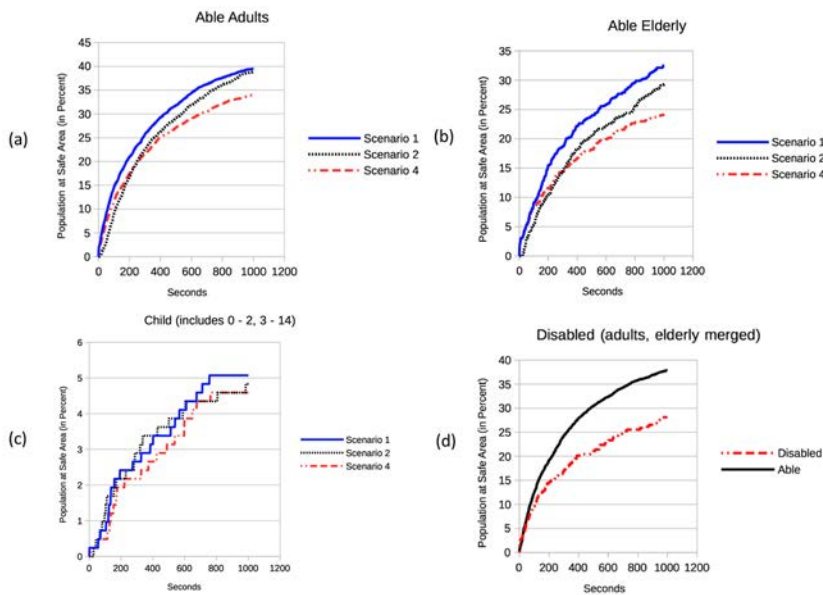 Able Adults
(a)
Population at Safe Area (in Percent)
45
40
35
30
25
20
15
10
5
0
0 200 400 600 800 1000 1200
Seconds
Scenario 1
Scenario 2
Scenario 4
Able Elderly
(b)
Population at Safe Area (in Percent)
35
30
25
20
15
10
5
0
0 200 400 600 800 1000 1200
Seconds
Scenario 1
Scenario 2
Scenario 4
Child (includes 0 - 2, 3 - 14)
(c)
Population at Safe Area (in Percent)
6
5
4
3
2
1
0
0 200 400 600 800 1000 1200
Seconds
Scenario 1
Scenario 2
Scenario 4
Disabled (adults, elderly merged)
(d)
Population at Safe Area (in Percent)
40
35
30
25
20
15
10
5
0
0 200 400 600 800 1000 1200
Seconds
Disabled
Able